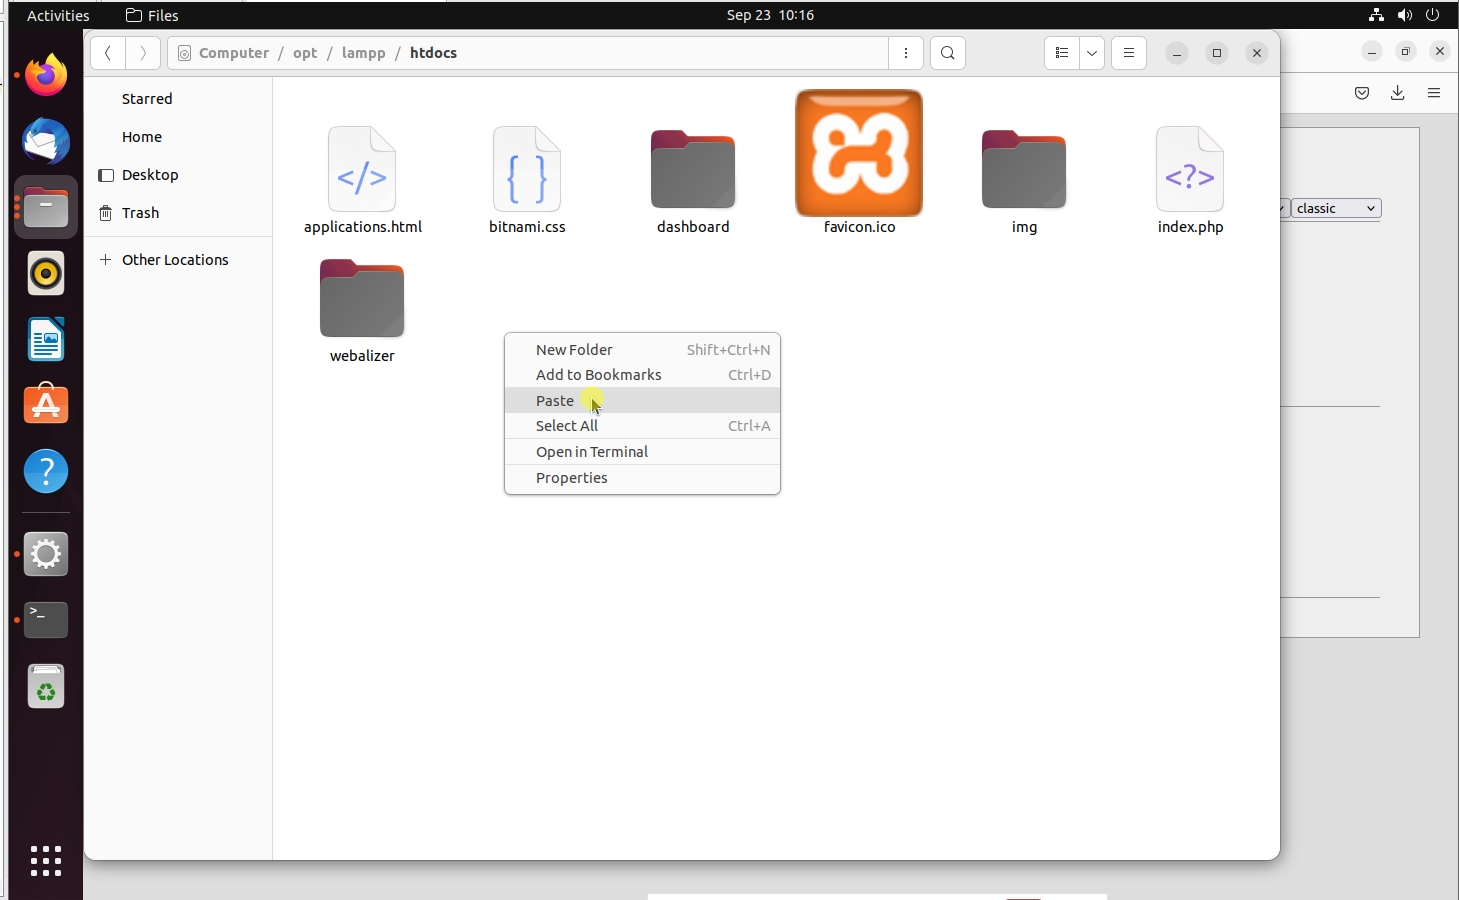 Activities Files Sep 23 10:16
Computer / opt / lampp / htdocs
Starred
Home
Desktop
Trash
+ Other Locations
</> { } <?>
applications.html bitnami.css dashboard favicon.ico img index.php
webalizer
New Folder Shift+Ctrl+N
Add to Bookmarks Ctrl+D
Paste
Select All Ctrl+A
Open in Terminal
Properties
classic
?
>_